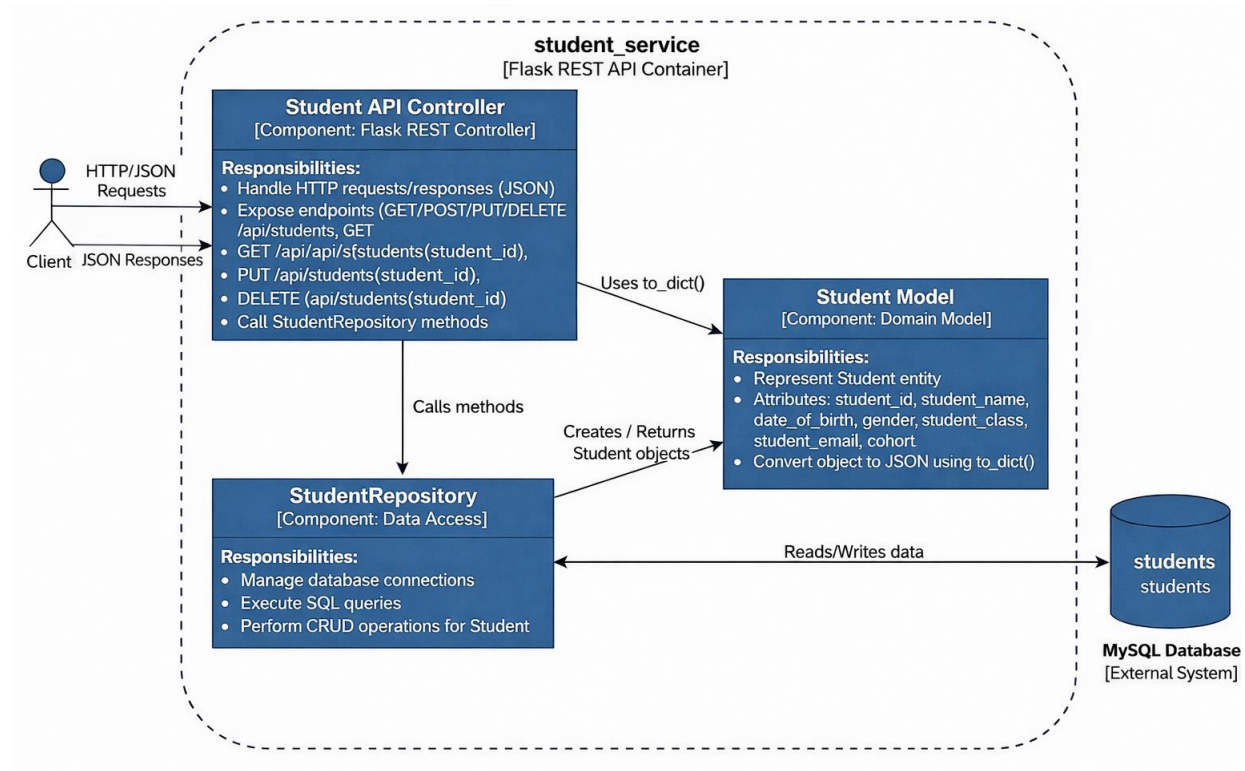 student_service
[Flask REST API Container]
Student API Controller
[Component: Flask REST Controller]
Responsibilities:
• Handle HTTP requests/responses (JSON)
• Expose endpoints (GET/POST/PUT/DELETE
/api/students, GET
• GET /api/api/sfstudents(student_id),
• PUT /api/students(student_id),
• DELETE (api/students(student_id)
• Call StudentRepository methods
HTTP/JSON
Requests
Client
JSON Responses
Uses to_dict()
Student Model
[Component: Domain Model]
Responsibilities:
• Represent Student entity
• Attributes: student_id, student_name,
date_of_birth, gender, student_class,
student_email, cohort
• Convert object to JSON using to_dict()
Calls methods
Creates / Returns
Student objects
StudentRepository
[Component: Data Access]
Responsibilities:
• Manage database connections
• Execute SQL queries
• Perform CRUD operations for Student
Reads/Writes data
students
students
MySQL Database
[External System]